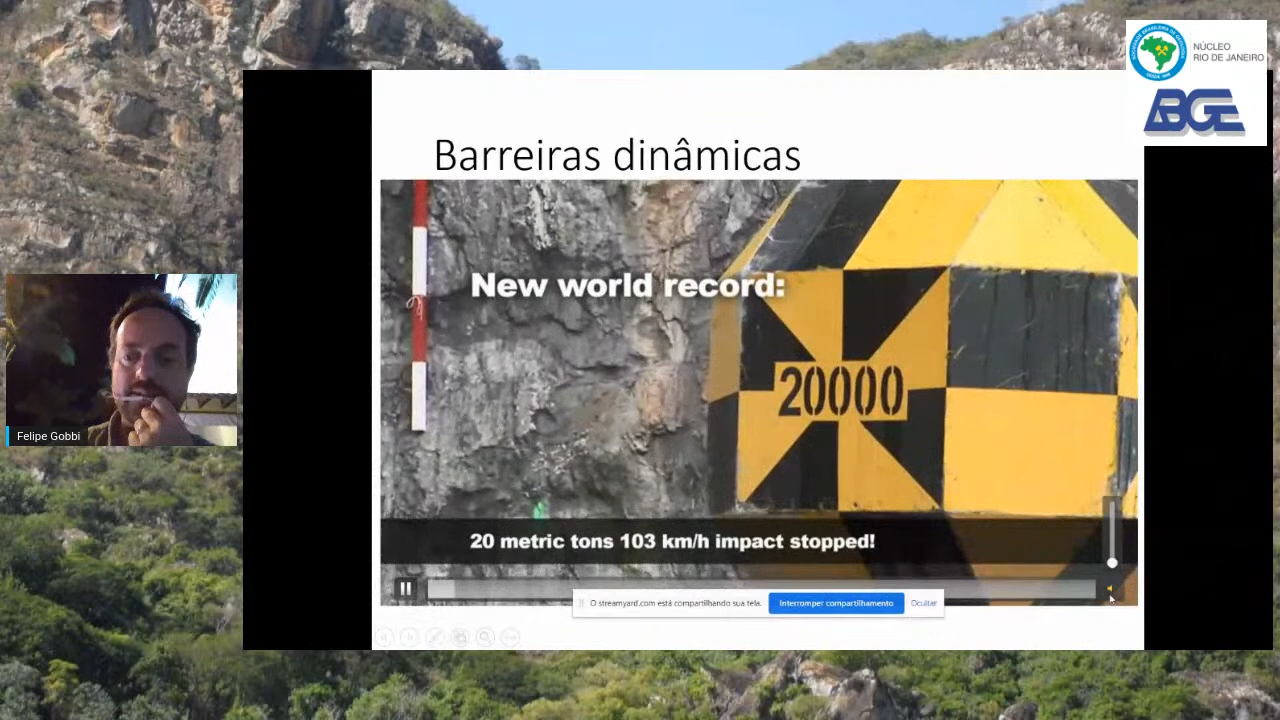 NÚCLEO
RIO DE JANEIRO
ABGE
Barreiras dinâmicas
New world record:
20000
20 metric tons 103 km/h impact stopped!
Felipe Gobbi
O streamyard.com está compartilhando sua tela.
Interromper compartilhamento
Ocultar